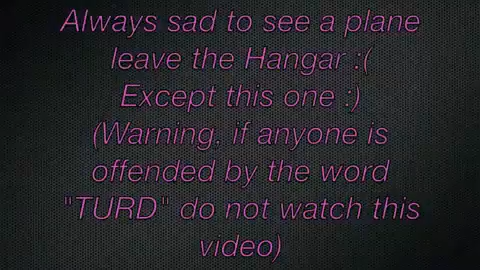 Always sad to see a plane
leave the Hangar :(
Except this one :)
(Warning, if anyone is
offended by the word
"TURD" do not watch this
video)